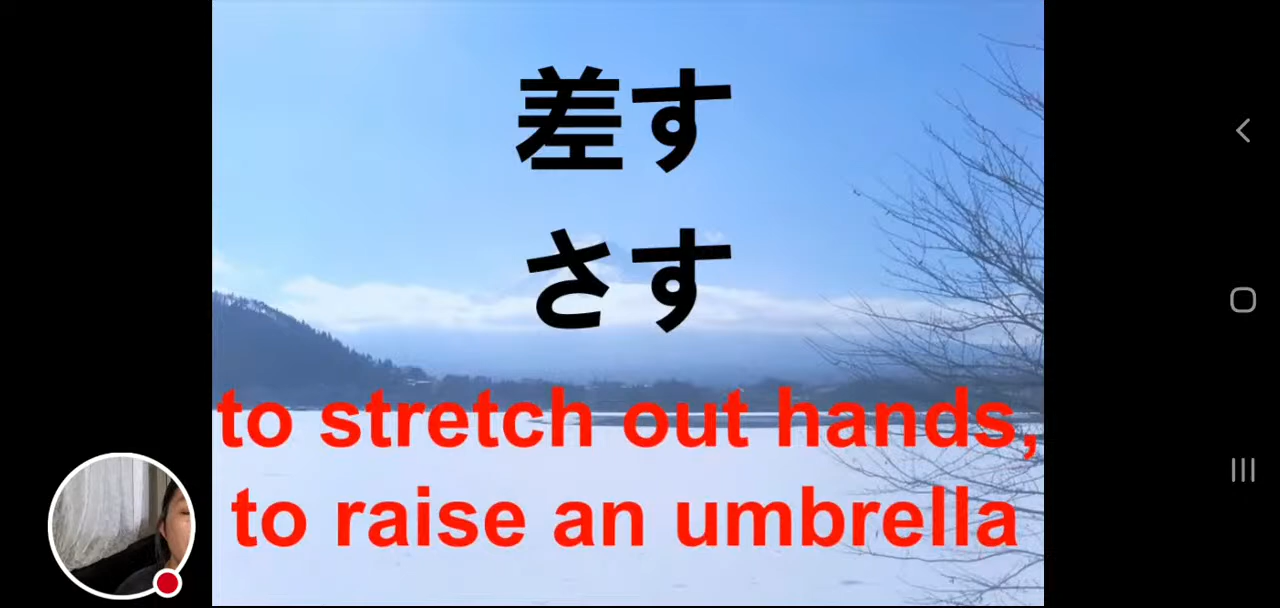 差す
さす
to stretch out hands,
to raise an umbrella